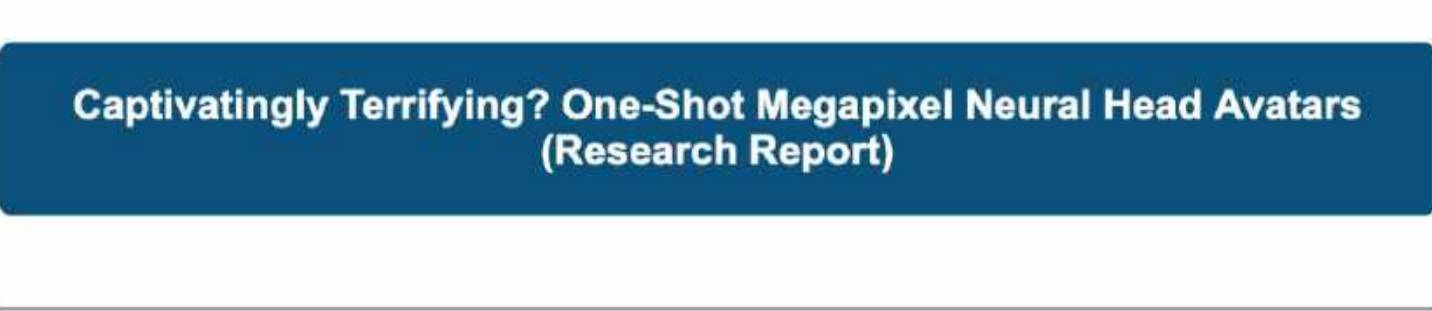 Captivatingly Terrifying? One-Shot Megapixel Neural Head Avatars
(Research Report)